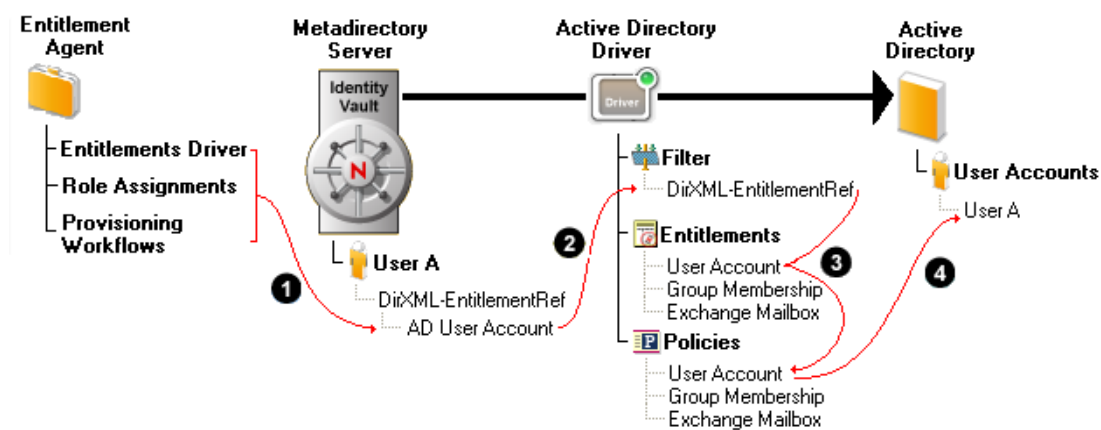 Entitlement
Agent
Entitlements Driver
Role Assignments
Provisioning
Workflows
1
Metadirectory
Server
Identity
Vault
N
User A
DirXML-EntitlementRef
AD User Account
2
Active Directory
Driver
Driver
Filter
DirXML-EntitlementRef
Entitlements
User Account
Group Membership
Exchange Mailbox
3
Policies
P
User Account
Group Membership
Exchange Mailbox
4
Active
Directory
User Accounts
User A